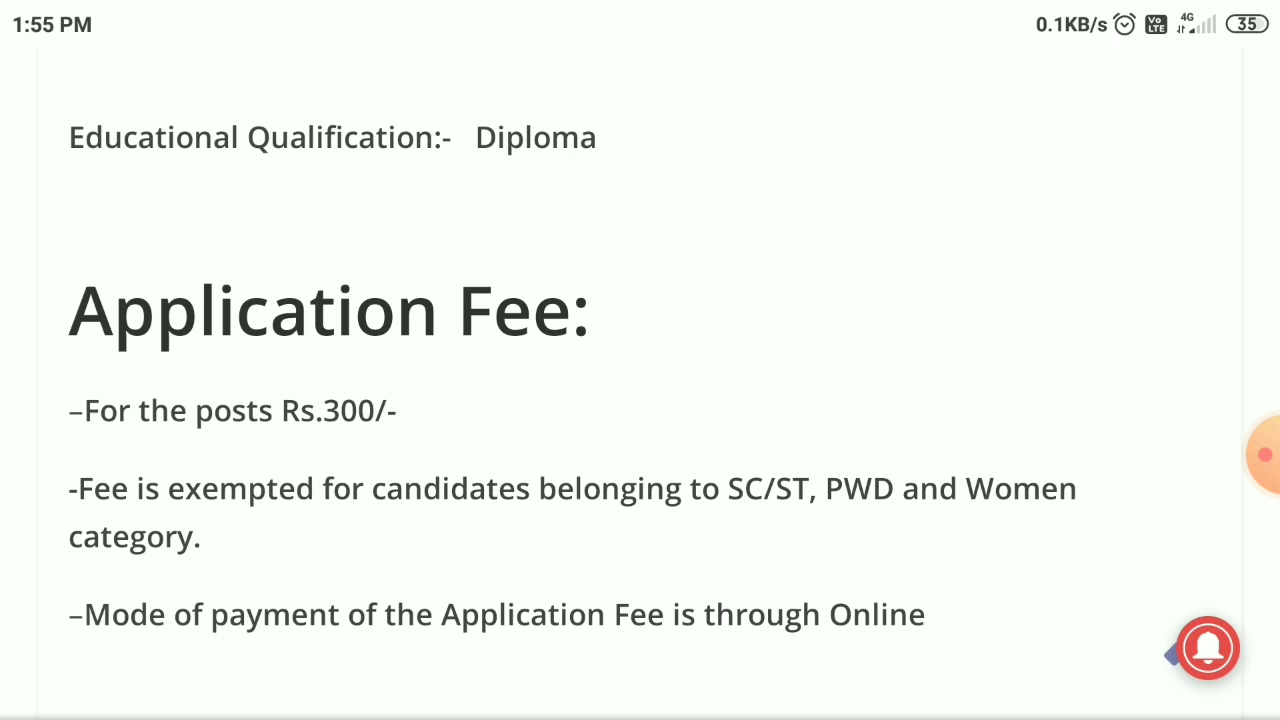 1:55 PM
0.1KB/s Vo LTE 4G 35
Educational Qualification:- Diploma
Application Fee:
–For the posts Rs.300/-
-Fee is exempted for candidates belonging to SC/ST, PWD and Women
category.
–Mode of payment of the Application Fee is through Online